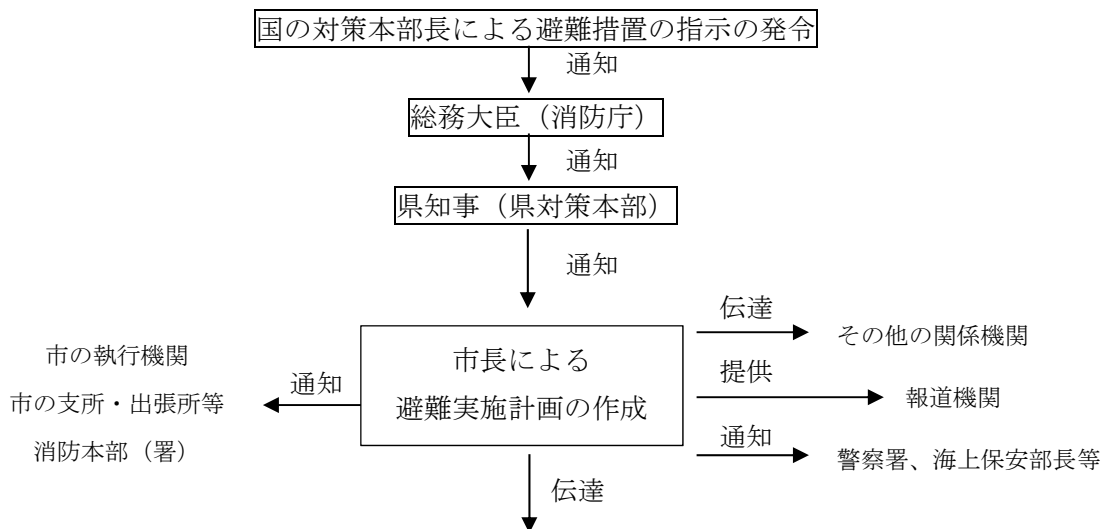 国の対策本部長による避難措置の指示の発令
通知
総務大臣（消防庁）
通知
県知事（県対策本部）
通知
市の執行機関
市の支所・出張所等
消防本部（署）
通知
市長による
避難実施計画の作成
伝達
その他の関係機関
提供
報道機関
通知
警察署、海上保安部長等
伝達